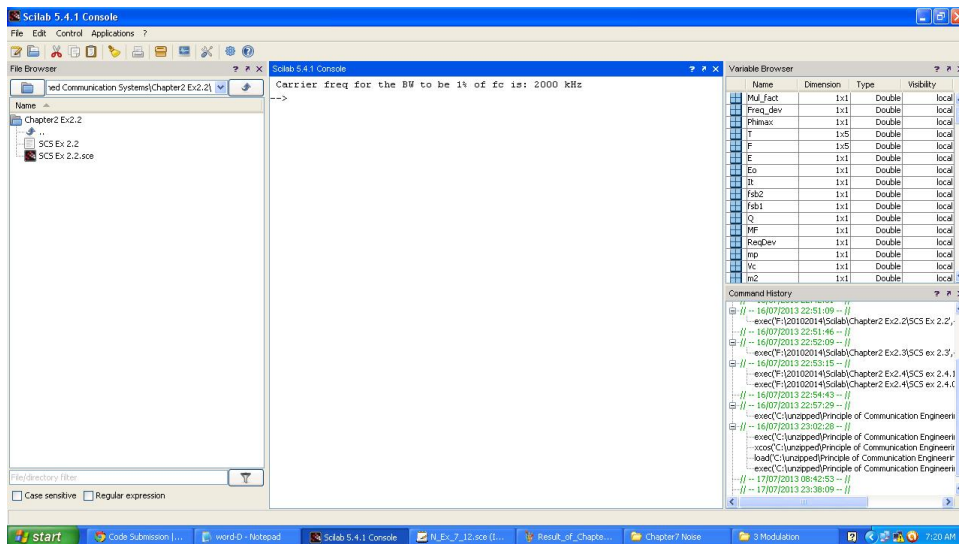 Scilab 5.4.1 Console
File Edit Control Applications ?
File Browser ? ↗ X
ned Communication Systems\Chapter2 Ex2.2\
Name
Chapter2 Ex2.2
..
SCS Ex 2.2
SCS Ex 2.2.sce
File/directory filter
Case sensitive Regular expression
Scilab 5.4.1 Console ? ↗ X
Carrier freq for the BW to be 1% of fc is: 2000 kHz
-->
Variable Browser ? ↗
Name Dimension Type Visibility
Mul_fact 1x1 Double local
Freq_dev 1x1 Double local
Phimax 1x1 Double local
T 1x5 Double local
F 1x5 Double local
E 1x1 Double local
Eo 1x1 Double local
It 1x1 Double local
fsb2 1x1 Double local
fsb1 1x1 Double local
Q 1x1 Double local
MF 1x1 Double local
ReqDev 1x1 Double local
mp 1x1 Double local
Vc 1x1 Double local
m2 1x1 Double local
Command History ? ↗
// -- 16/07/2013 22:51:09 -- //
exec('F:\20102014\Scilab\Chapter2 Ex2.2\SCS Ex 2.2',
// -- 16/07/2013 22:51:46 -- //
// -- 16/07/2013 22:52:09 -- //
exec('F:\20102014\Scilab\Chapter2 Ex2.3\SCS ex 2.3',
// -- 16/07/2013 22:53:15 -- //
exec('F:\20102014\Scilab\Chapter2 Ex2.4\SCS ex 2.4.1
exec('F:\20102014\Scilab\Chapter2 Ex2.4\SCS ex 2.4.(
// -- 16/07/2013 22:54:43 -- //
// -- 16/07/2013 22:57:29 -- //
exec('C:\unzipped\Principle of Communication Engineerin
// -- 16/07/2013 23:02:28 -- //
exec('C:\unzipped\Principle of Communication Engineerin
xcos('C:\unzipped\Principle of Communication Engineerin
load('C:\unzipped\Principle of Communication Engineerin
exec('C:\unzipped\Principle of Communication Engineerin
// -- 17/07/2013 08:42:53 -- //
// -- 17/07/2013 23:38:09 -- //
start Code Submission |... word-D - Notepad Scilab 5.4.1 Console N_Ex_7_12.sce (I... Result_of_Chapte... Chapter7 Noise 3 Modulation 7:20 AM